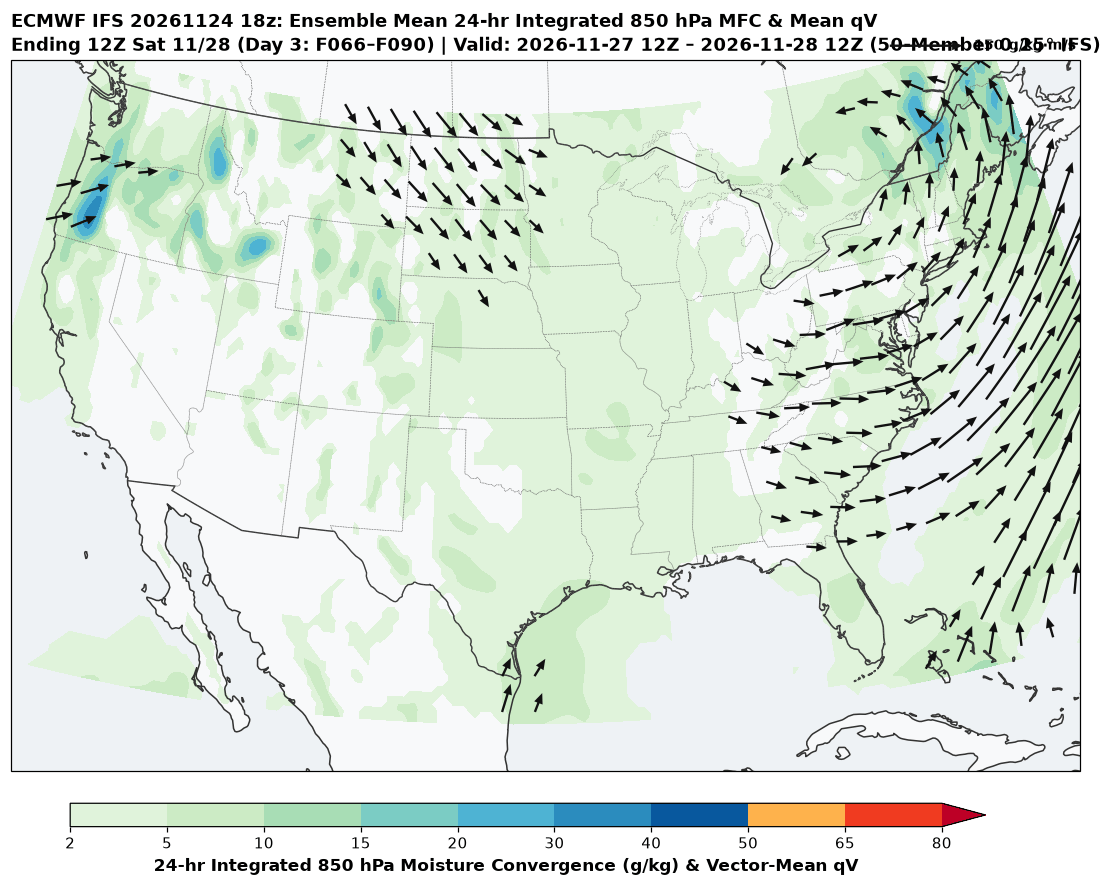 ECMWF IFS 20261124 18z: Ensemble Mean 24-hr Integrated 850 hPa MFC & Mean qV
Ending 12Z Sat 11/28 (Day 3: F066–F090) | Valid: 2026-11-27 12Z – 2026-11-28 12Z (50-Member 0.25° IFS)
150 g/kg·m/s
2 5 10 15 20 30 40 50 65 80
24-hr Integrated 850 hPa Moisture Convergence (g/kg) & Vector-Mean qV